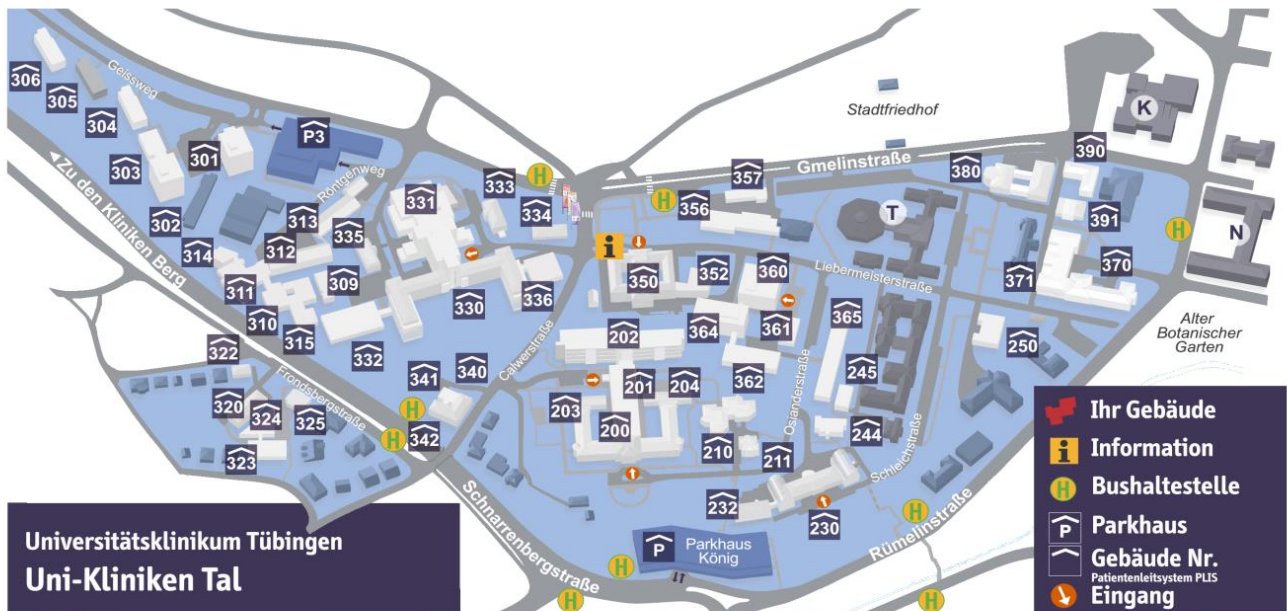 306
305
Geissweg
304
303
301
P3
302
314
313
312
311
310
315
309
335
Röntgenweg
331
333
334
330
336
332
Zu den Kliniken Berg
322
320
324
325
323
Frondsbergstraße
341
340
342
Calwerstraße
H
H
H
i
H
Stadtfriedhof
K
Gmelinstraße
357
356
380
390
391
T
N
H
350
352
360
Liebermeisterstraße
371
370
202
364
361
365
Alter
Botanischer
Garten
201
204
362
245
250
203
200
Osianderstraße
210
211
244
Schleichstraße
232
230
H
Rümelinstraße
Schnarrenbergstraße
P
Parkhaus
König
H
H
H
Universitätsklinikum Tübingen
Uni-Kliniken Tal
Ihr Gebäude
i Information
H Bushaltestelle
P Parkhaus
Gebäude Nr.
Patientenleitsystem PLIS
Eingang